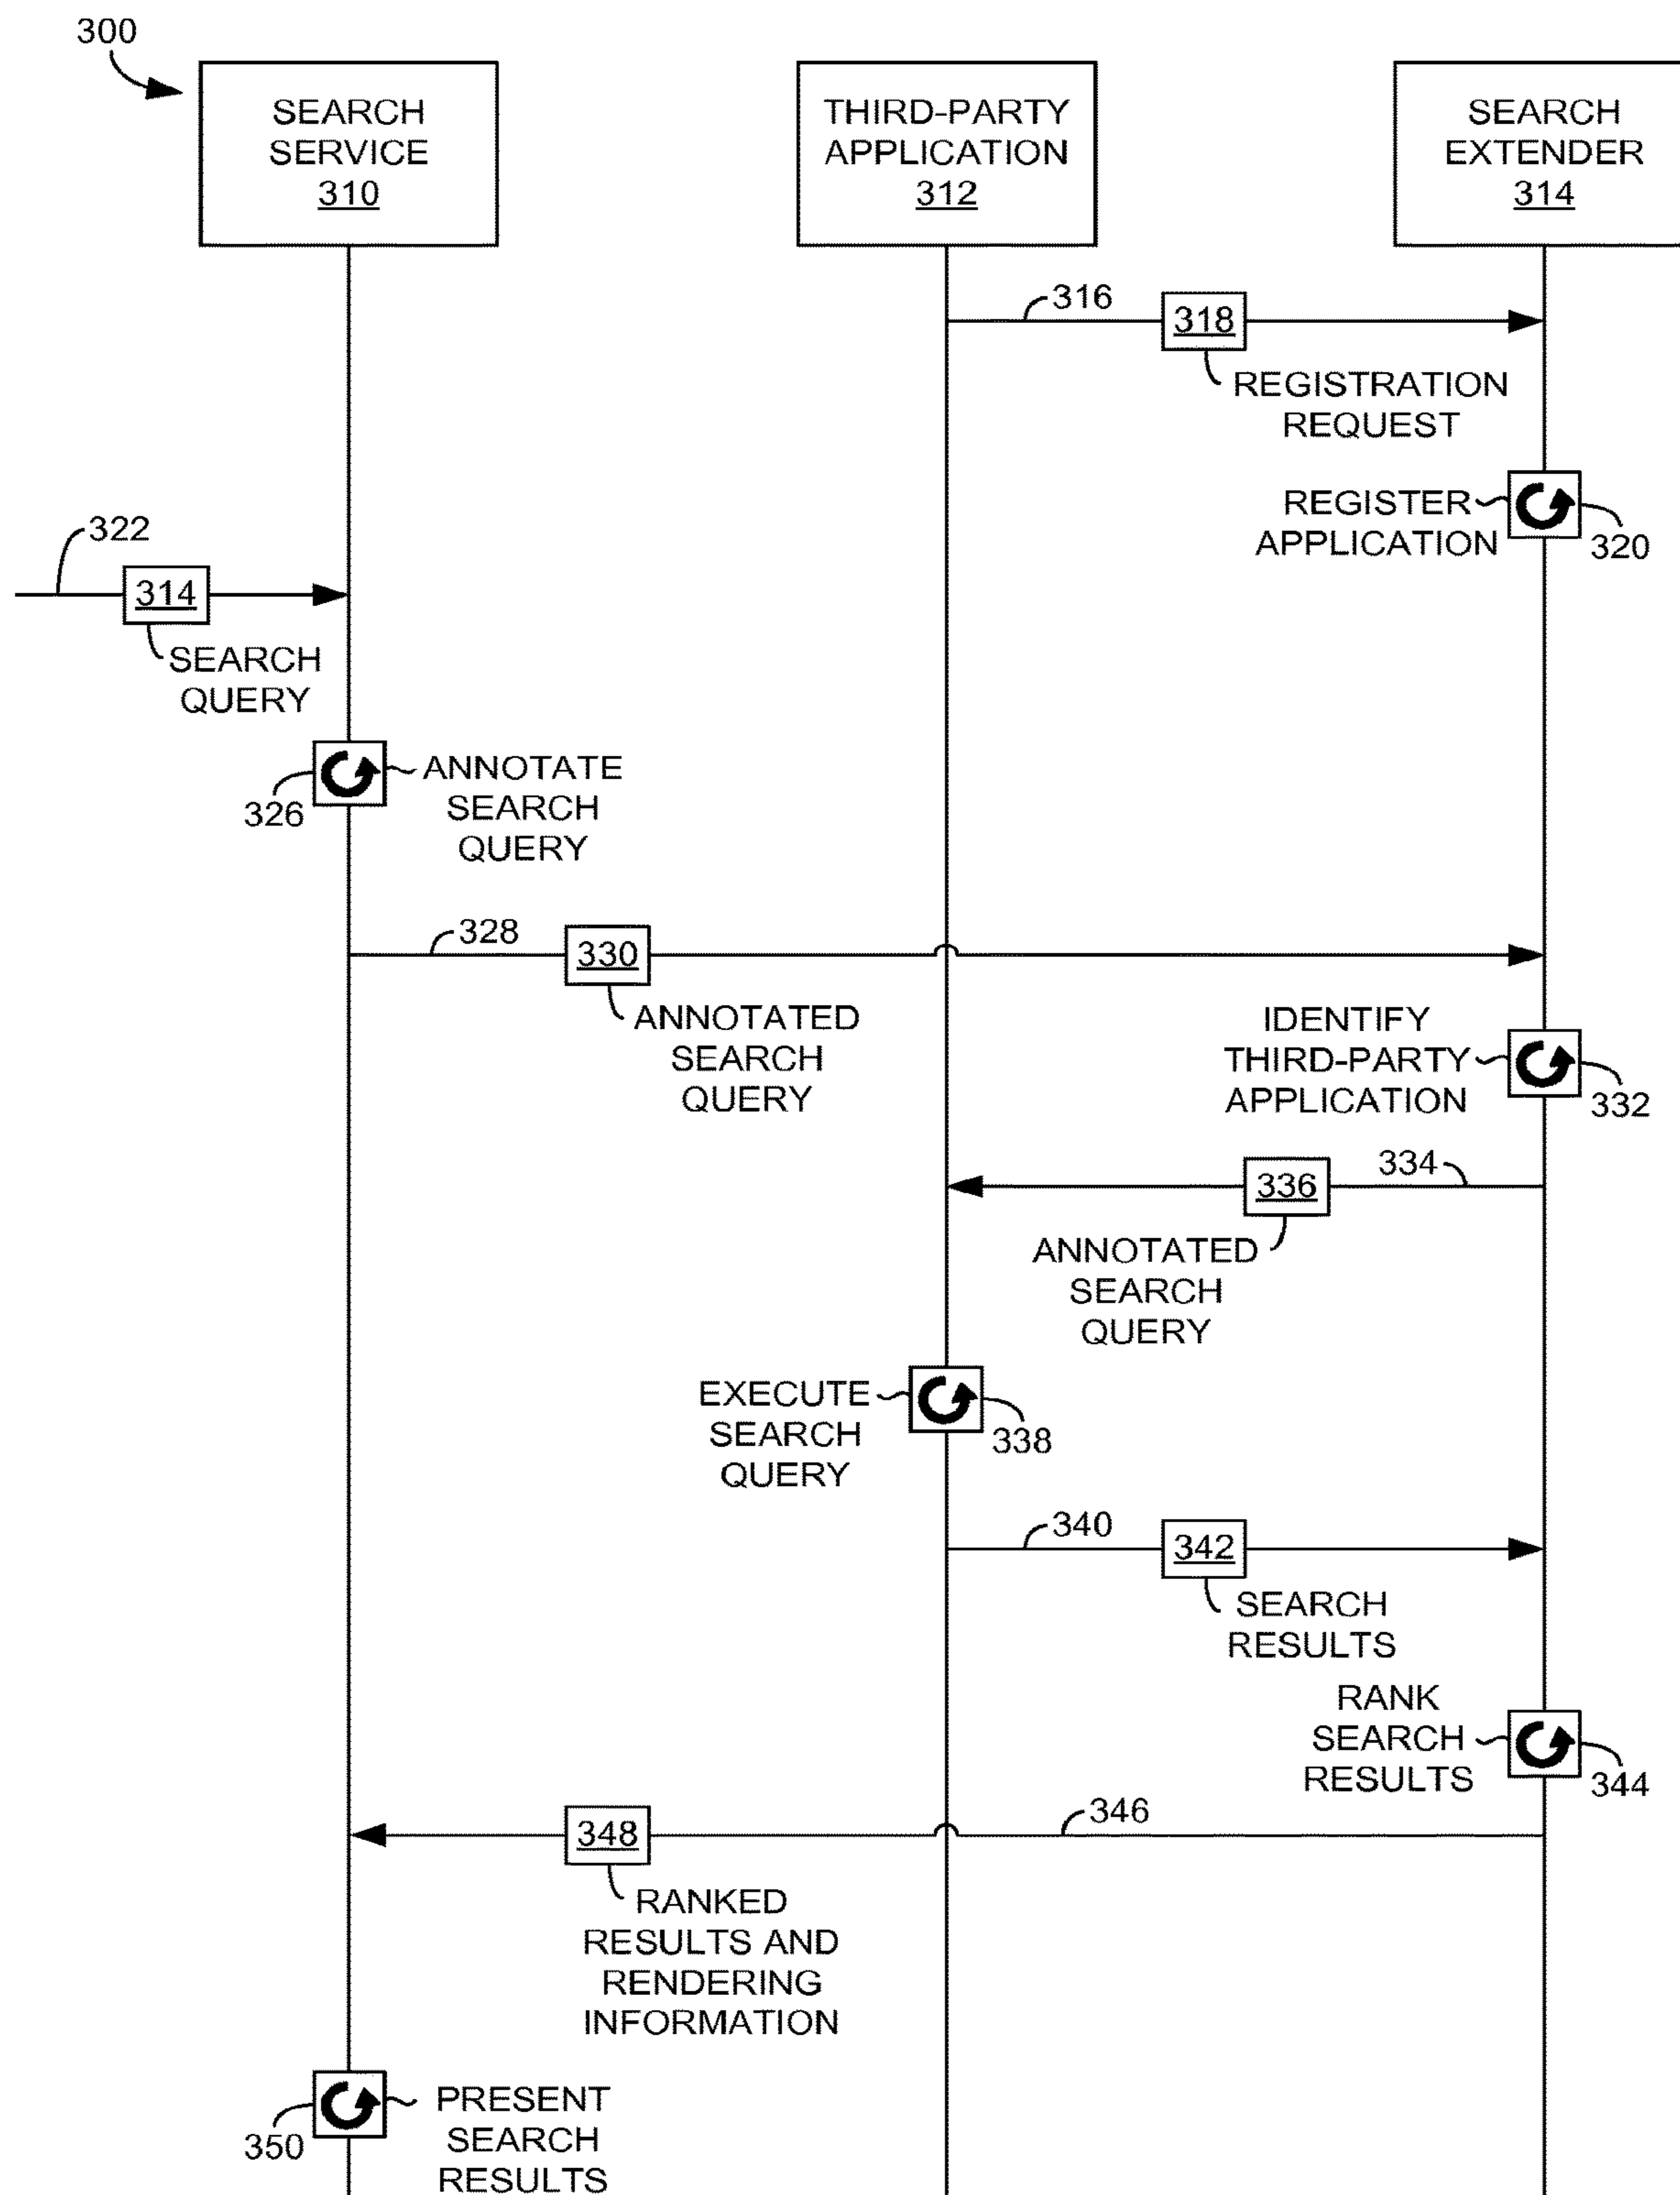 300
SEARCH
SERVICE
310
THIRD-PARTY
APPLICATION
312
SEARCH
EXTENDER
314
316
318
REGISTRATION
REQUEST
REGISTER
APPLICATION
320
322
314
SEARCH
QUERY
326
ANNOTATE
SEARCH
QUERY
328
330
ANNOTATED
SEARCH
QUERY
IDENTIFY
THIRD-PARTY
APPLICATION
332
334
336
ANNOTATED
SEARCH
QUERY
EXECUTE
SEARCH
QUERY
338
340
342
SEARCH
RESULTS
RANK
SEARCH
RESULTS
344
346
348
RANKED
RESULTS AND
RENDERING
INFORMATION
350
PRESENT
SEARCH
RESULTS